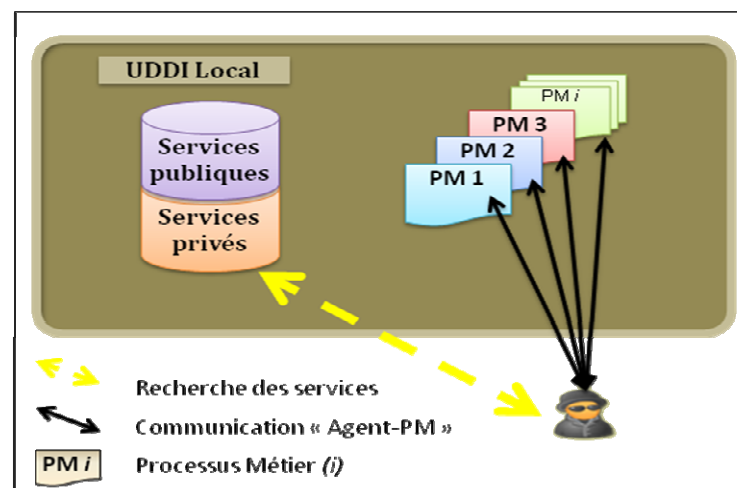 UDDI Local
Services
publiques
Services
privés
PM i
PM 3
PM 2
PM 1
Recherche des services
Communication « Agent-PM »
PM i
Processus Métier (i)